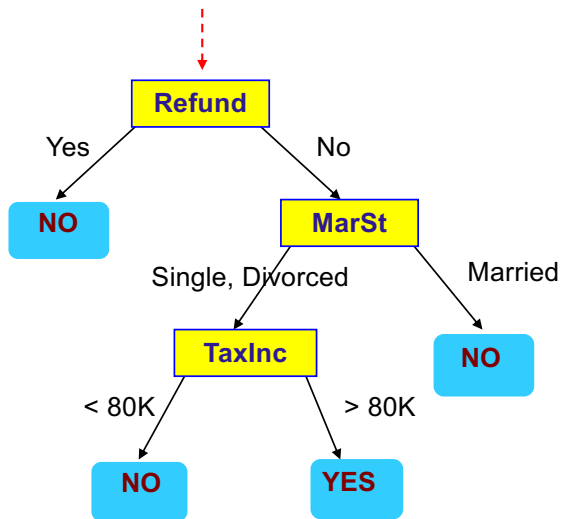 Refund
Yes
No
NO
MarSt
Single, Divorced
Married
TaxInc
NO
< 80K
> 80K
NO
YES